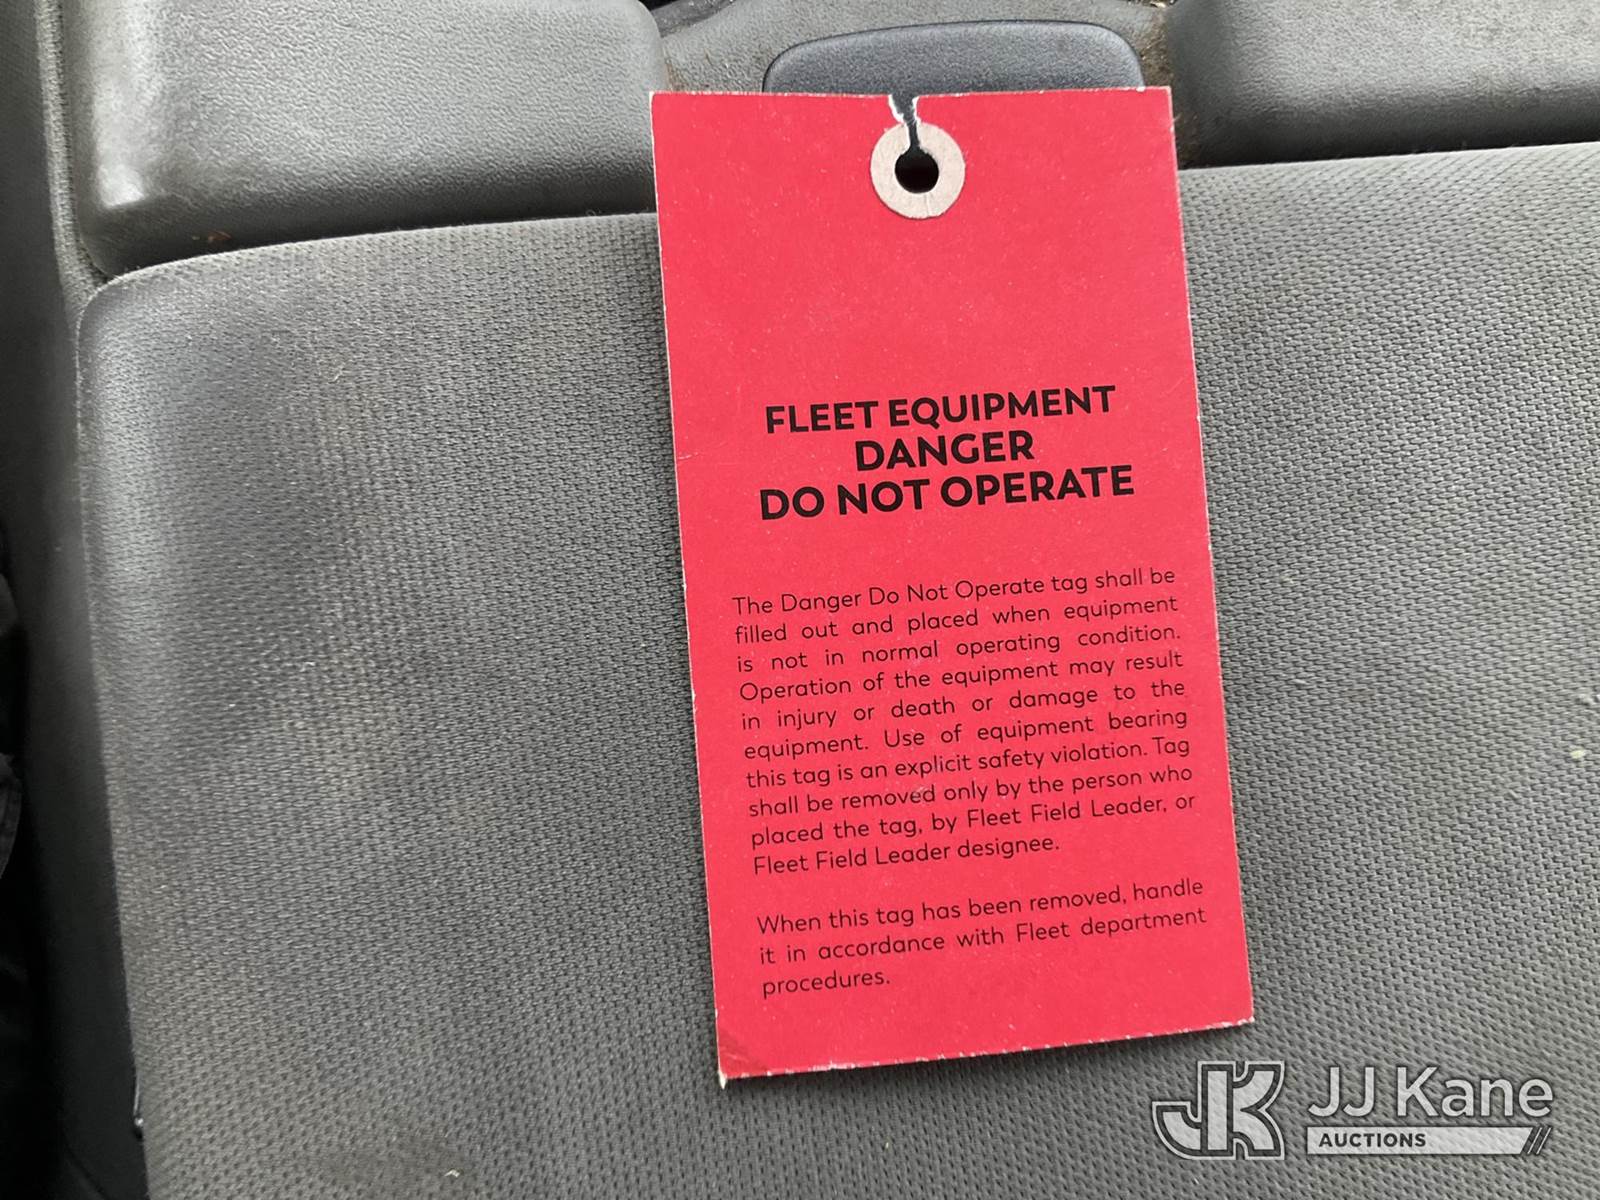 FLEET EQUIPMENT
DANGER
DO NOT OPERATE
The Danger Do Not Operate tag shall be
filled out and placed when equipment
is not in normal operating condition.
Operation of the equipment may result
in injury or death or damage to the
equipment. Use of equipment bearing
this tag is an explicit safety violation. Tag
shall be removed only by the person who
placed the tag, by Fleet Field Leader, or
Fleet Field Leader designee.
When this tag has been removed, handle
it in accordance with Fleet department
procedures.
JK JJ Kane
AUCTIONS